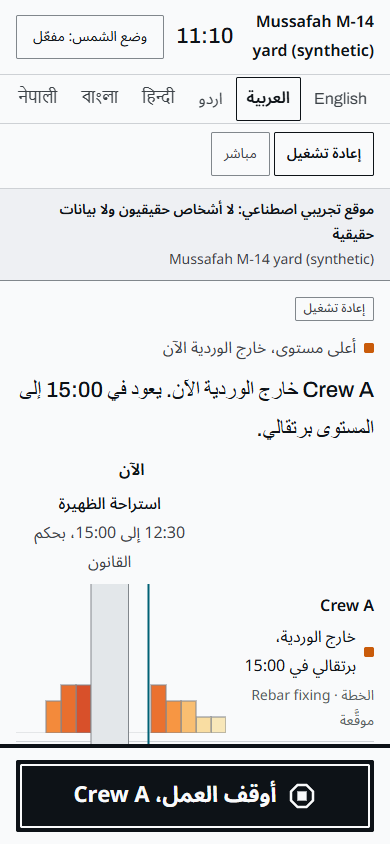 Mussafah M-14
yard (synthetic)
11:10
وضع الشمس: مفعّل
English
العربية
اردو
हिन्दी
বাংলা
नेपाली
إعادة تشغيل
مباشر
موقع تجريبي اصطناعي: لا أشخاص حقيقيون ولا بيانات
حقيقية
Mussafah M-14 yard (synthetic)
إعادة تشغيل
أعلى مستوى، خارج الوردية الآن
Crew A خارج الوردية الآن. يعود في 15:00 إلى
المستوى برتقالي.
الآن
استراحة الظهيرة
12:30 إلى 15:00، بحكم
القانون
Crew A
خارج الوردية،
برتقالي في 15:00
الخطة · Rebar fixing
موقَّعة
أوقف العمل، Crew A